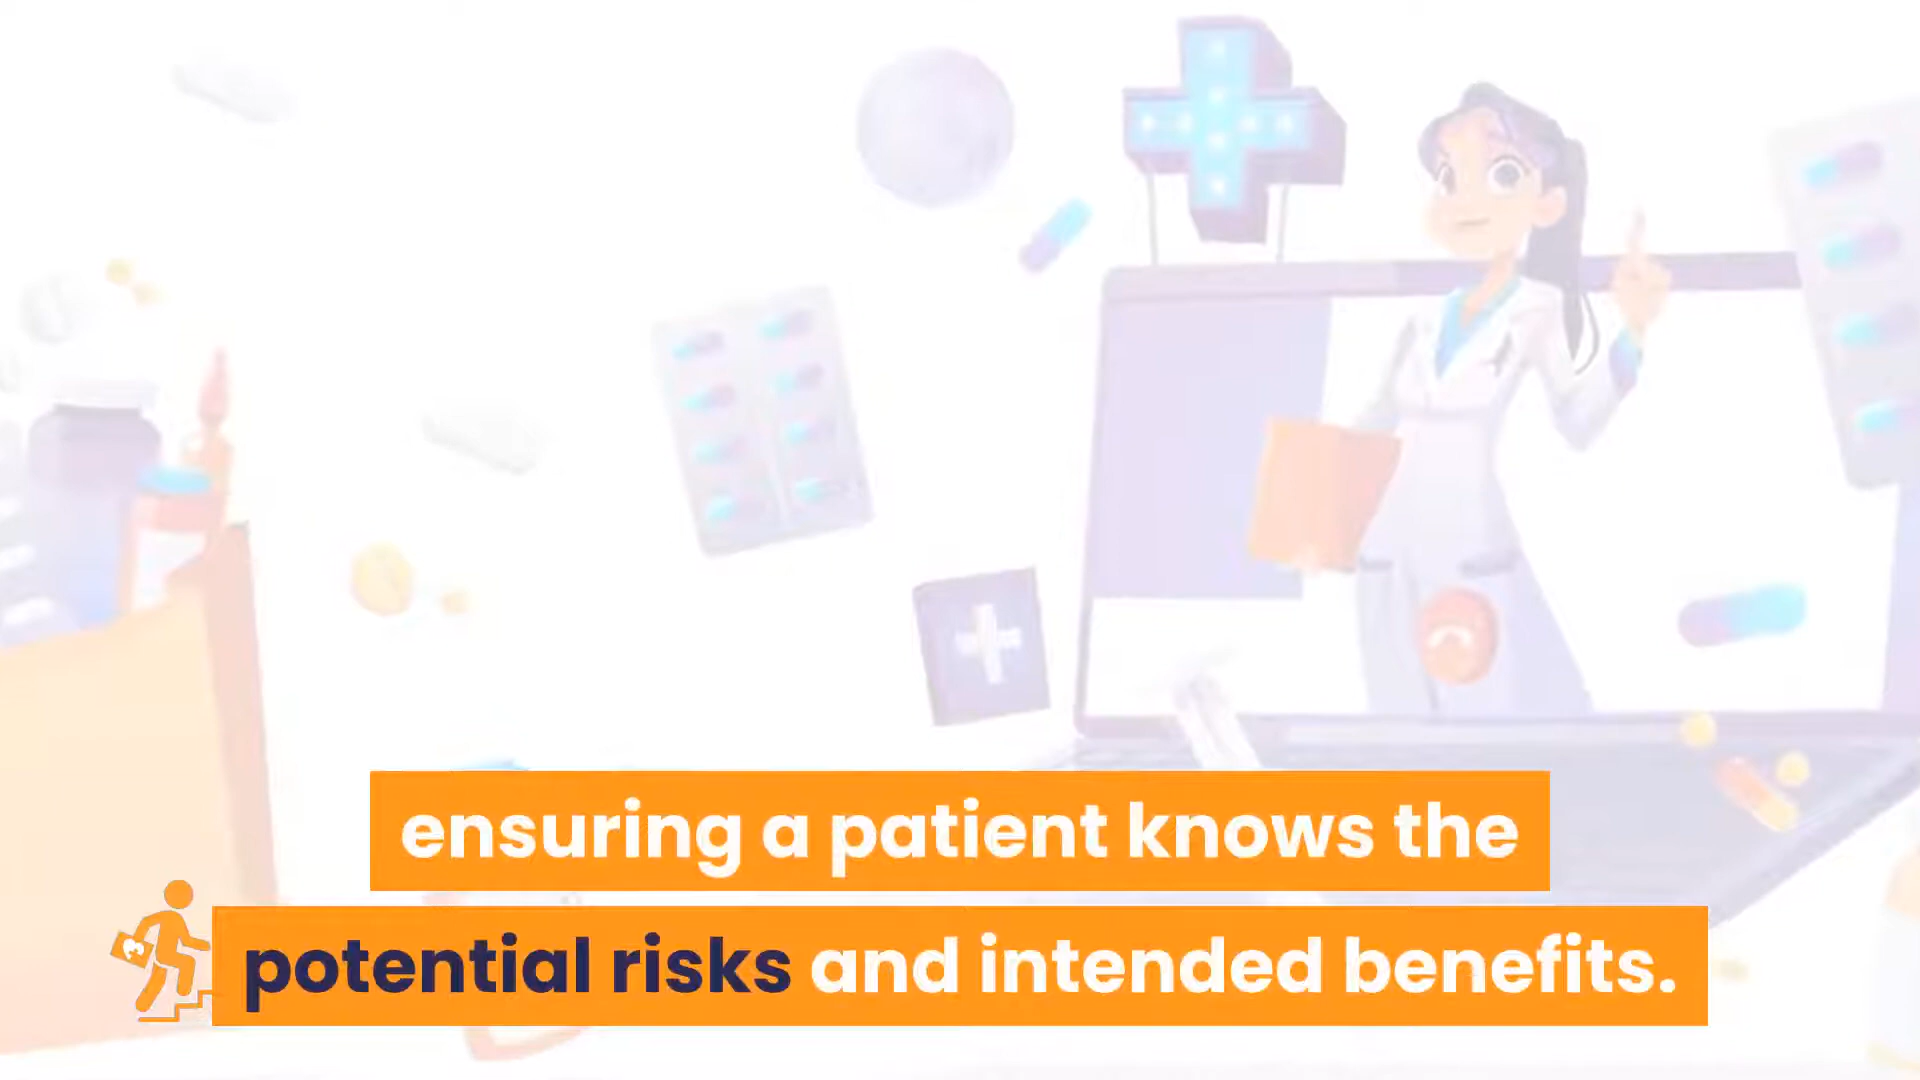 ensuring a patient knows the
potential risks and intended benefits.